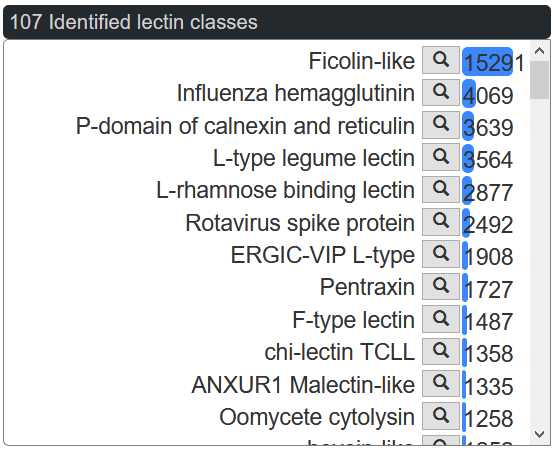 107 Identified lectin classes
Ficolin-like 15291
Influenza hemagglutinin 4069
P-domain of calnexin and reticulin 3639
L-type legume lectin 3564
L-rhamnose binding lectin 2877
Rotavirus spike protein 2492
ERGIC-VIP L-type 1908
Pentraxin 1727
F-type lectin 1487
chi-lectin TCLL 1358
ANXUR1 Malectin-like 1335
Oomycete cytolysin 1258